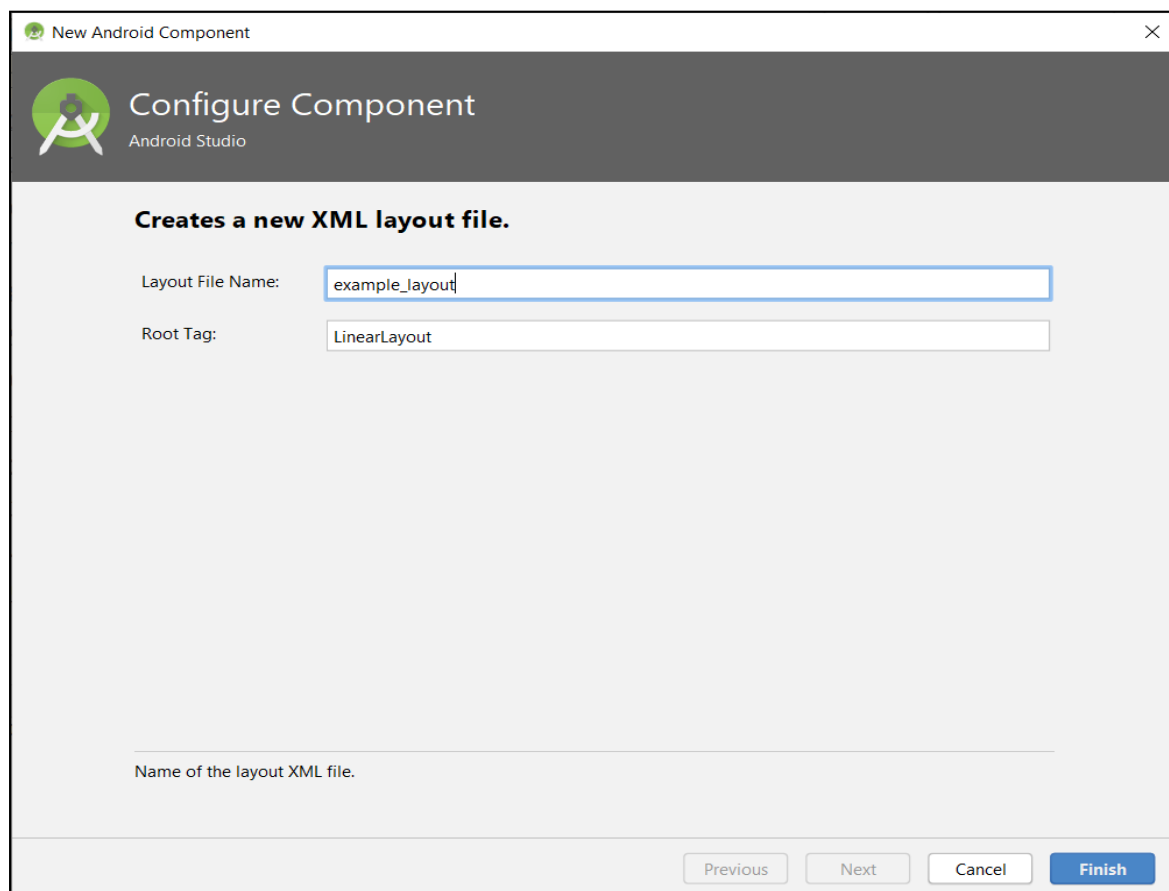 New Android Component
Configure Component
Android Studio
Creates a new XML layout file.
Layout File Name:
example_layout
Root Tag:
LinearLayout
Name of the layout XML file.
Previous
Next
Cancel
Finish